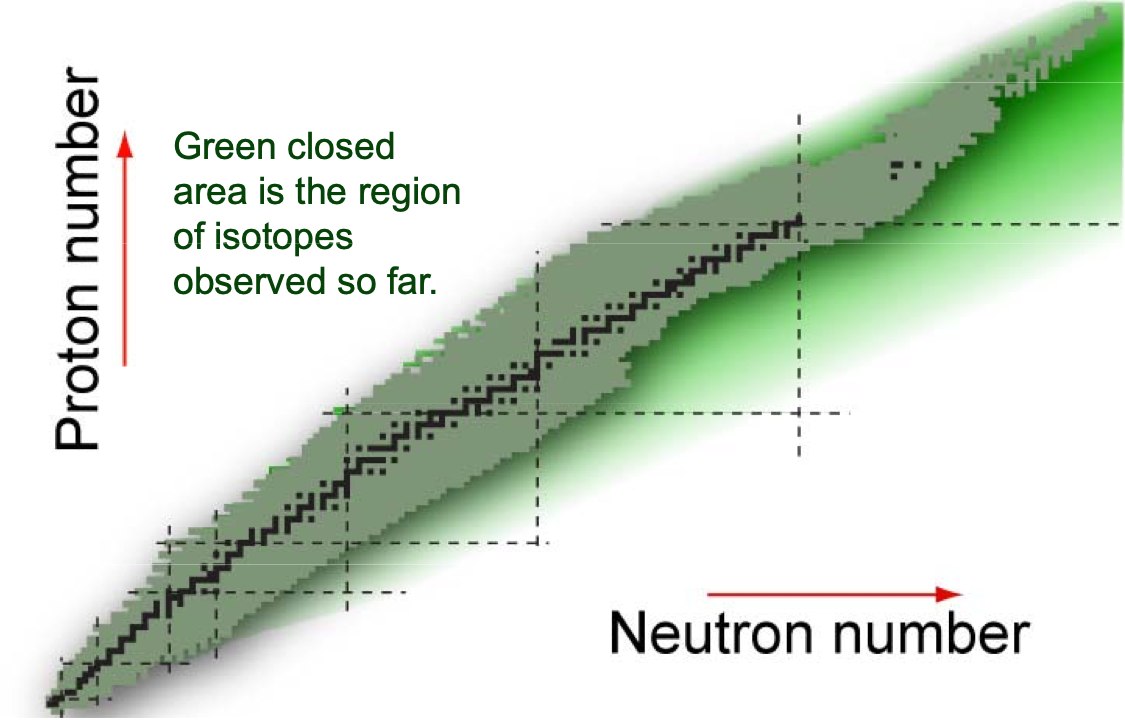 Proton number
Green closed
area is the region
of isotopes
observed so far.
Neutron number